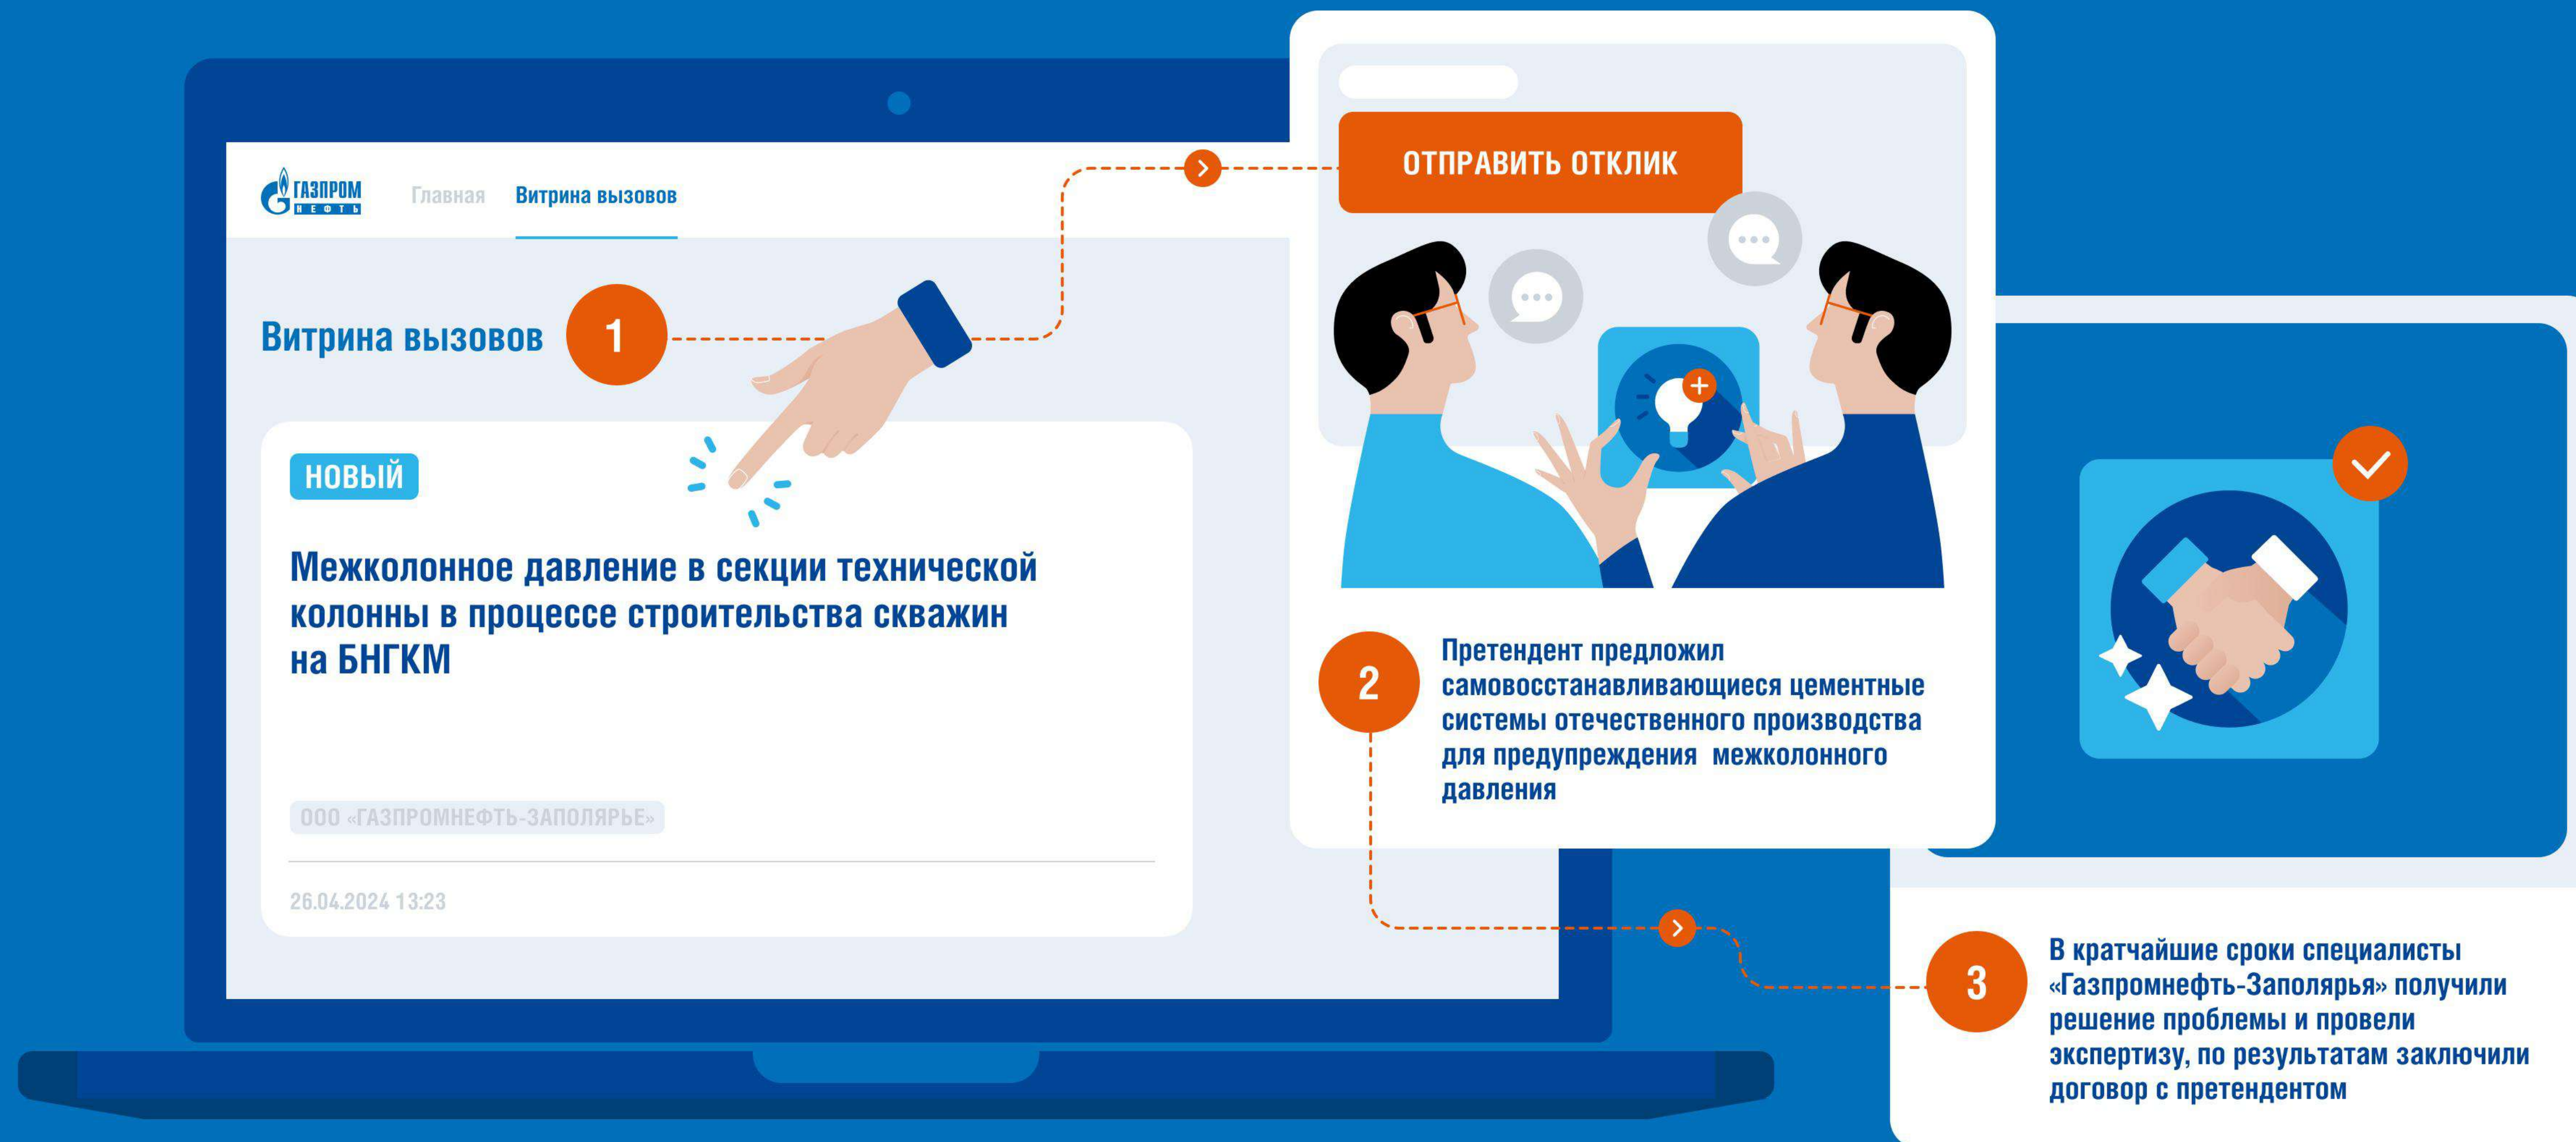 ГАЗПРОМ
НЕФТЬ
Главная
Витрина вызовов
Витрина вызовов
1
НОВЫЙ
Межколонное давление в секции технической
колонны в процессе строительства скважин
на БНГКМ
ООО «ГАЗПРОМНЕФТЬ-ЗАПОЛЯРЬЕ»
26.04.2024 13:23
ОТПРАВИТЬ ОТКЛИК
2
Претендент предложил
самовосстанавливающиеся цементные
системы отечественного производства
для предупреждения межколонного
давления
3
В кратчайшие сроки специалисты
«Газпромнефть-Заполярья» получили
решение проблемы и провели
экспертизу, по результатам заключили
договор с претендентом